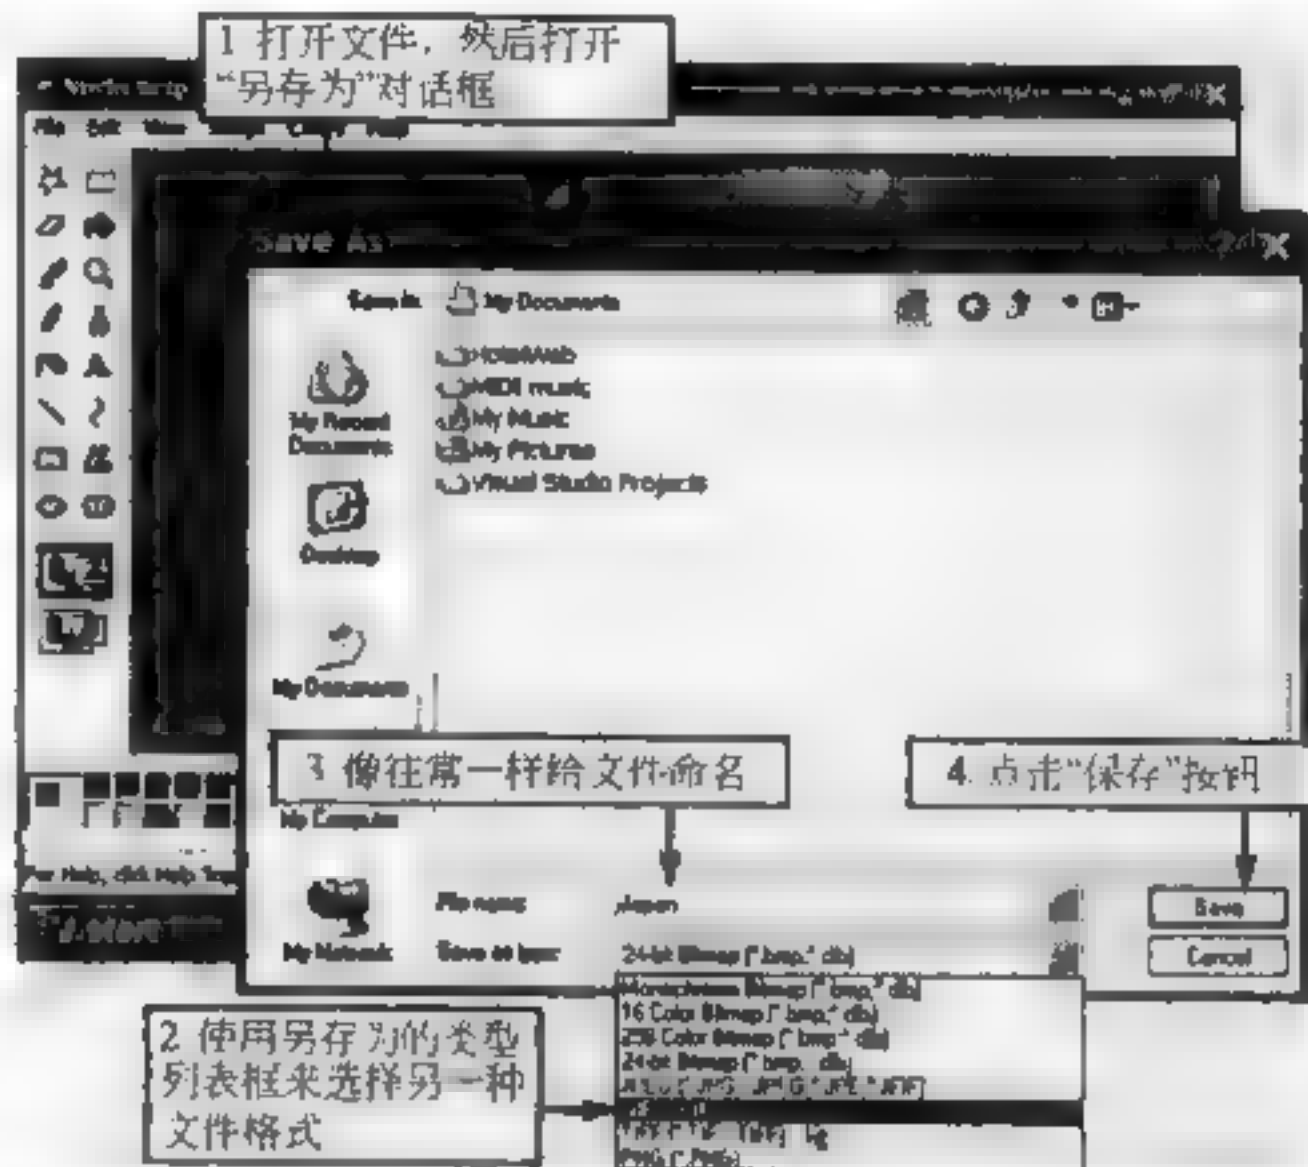 1 打开文件，然后打开
“另存为”对话框
Save As
Save in: My Documents
MIDI music
My Music
My Pictures
Visual Studio Projects
My Recent
Documents
Desktop
My Documents
3 像往常一样给文件命名
4. 点击“保存”按钮
My Computer
For Help, click Help
My Network
File name: Japan
Save
Save as type: 24-bit Bitmap (*.bmp;*.dib)
Cancel
Monochrome Bitmap (*.bmp;*.dib)
16 Color Bitmap (*.bmp;*.dib)
256 Color Bitmap (*.bmp;*.dib)
24-bit Bitmap (*.bmp;*.dib)
2 使用另存为的类型
列表框来选择另一种
文件格式